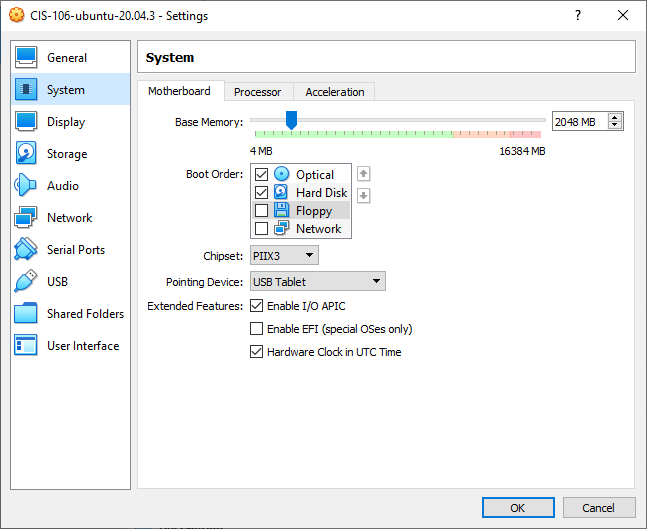 CIS-106-ubuntu-20.04.3 - Settings
General
System
Display
Storage
Audio
Network
Serial Ports
USB
Shared Folders
User Interface
System
Motherboard Processor Acceleration
Base Memory: 2048 MB
4 MB 16384 MB
Boot Order: Optical
Hard Disk
Floppy
Network
Chipset: PIIX3
Pointing Device: USB Tablet
Extended Features: Enable I/O APIC
Enable EFI (special OSes only)
Hardware Clock in UTC Time
OK Cancel